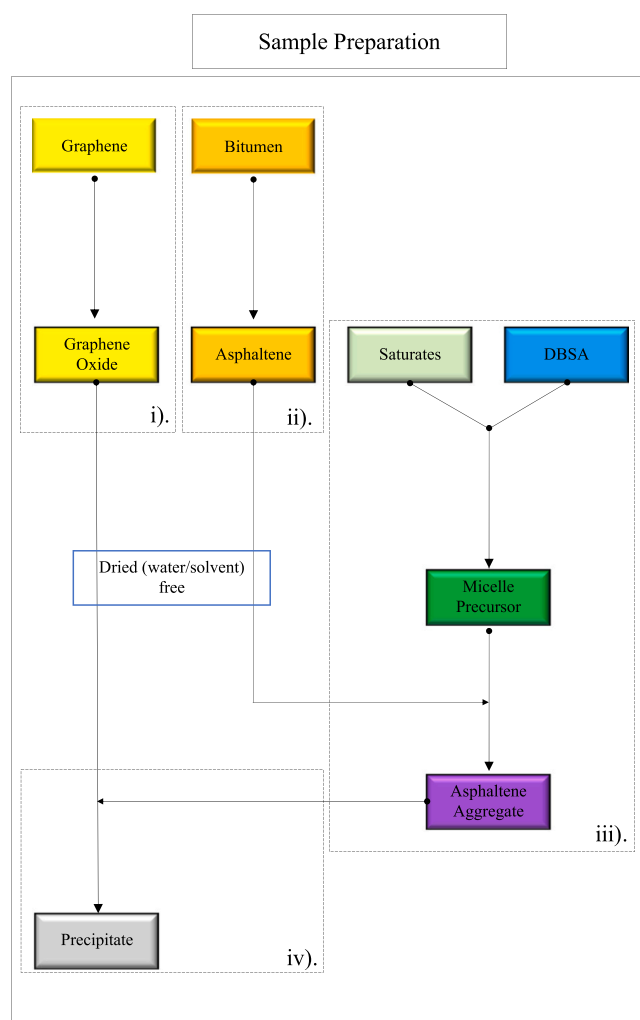 Sample Preparation
Graphene
Bitumen
Graphene
Oxide
Asphaltene
Saturates
DBSA
i).
ii).
Dried (water/solvent)
free
Micelle
Precursor
Asphaltene
Aggregate
iii).
Precipitate
iv).